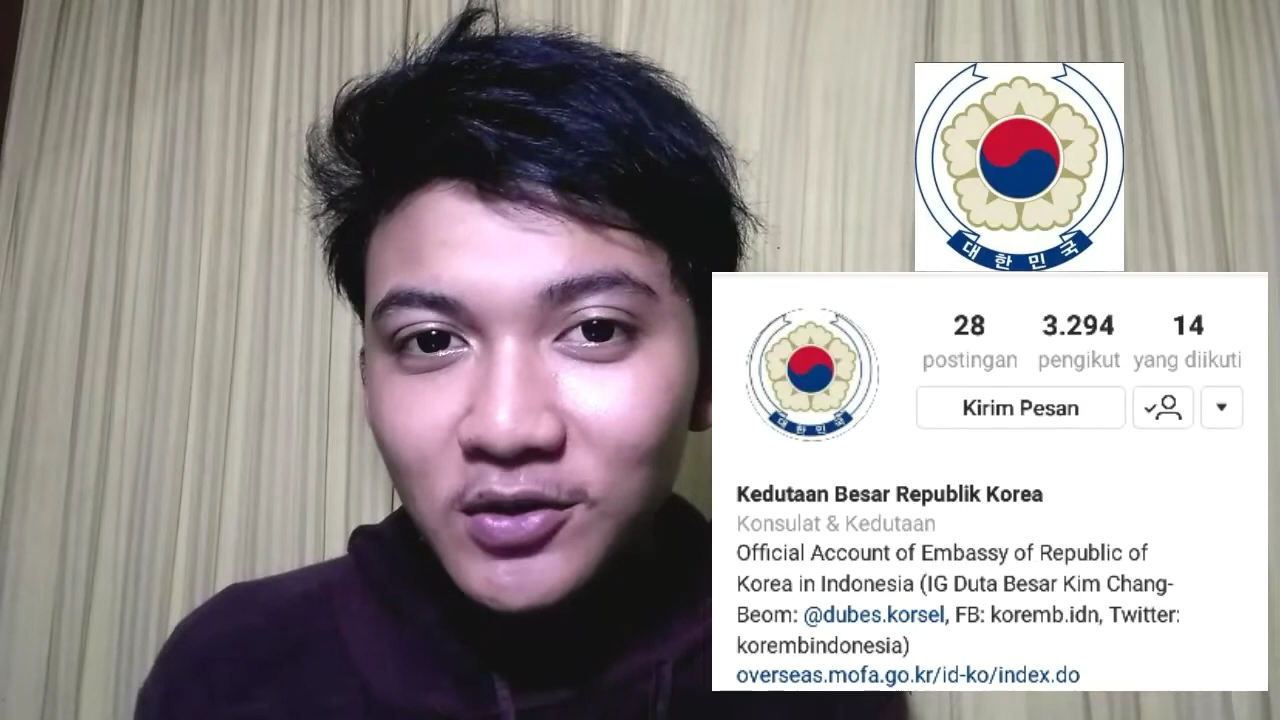 대한민국
28 3.294 14
postingan pengikut yang diikuti
Kirim Pesan
대한민국
Kedutaan Besar Republik Korea
Konsulat & Kedutaan
Official Account of Embassy of Republic of
Korea in Indonesia (IG Duta Besar Kim Chang-
Beom: @dubes.korsel, FB: koremb.idn, Twitter:
korembindonesia)
overseas.mofa.go.kr/id-ko/index.do